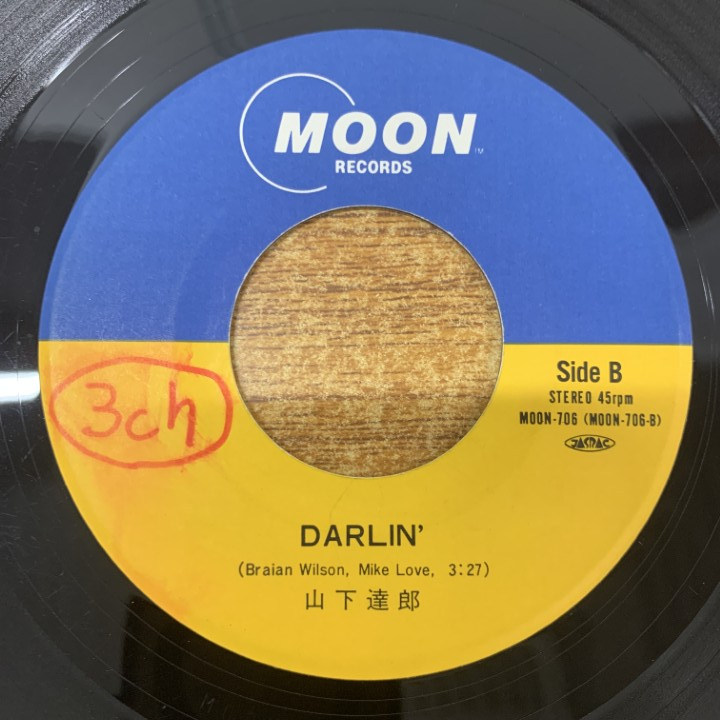 MOON
RECORDS
3ch
Side B
STEREO 45rpm
MOON-706 (MOON-706-B)
JASRAC
DARLIN'
(Braian Wilson, Mike Love, 3:27)
山下達郎